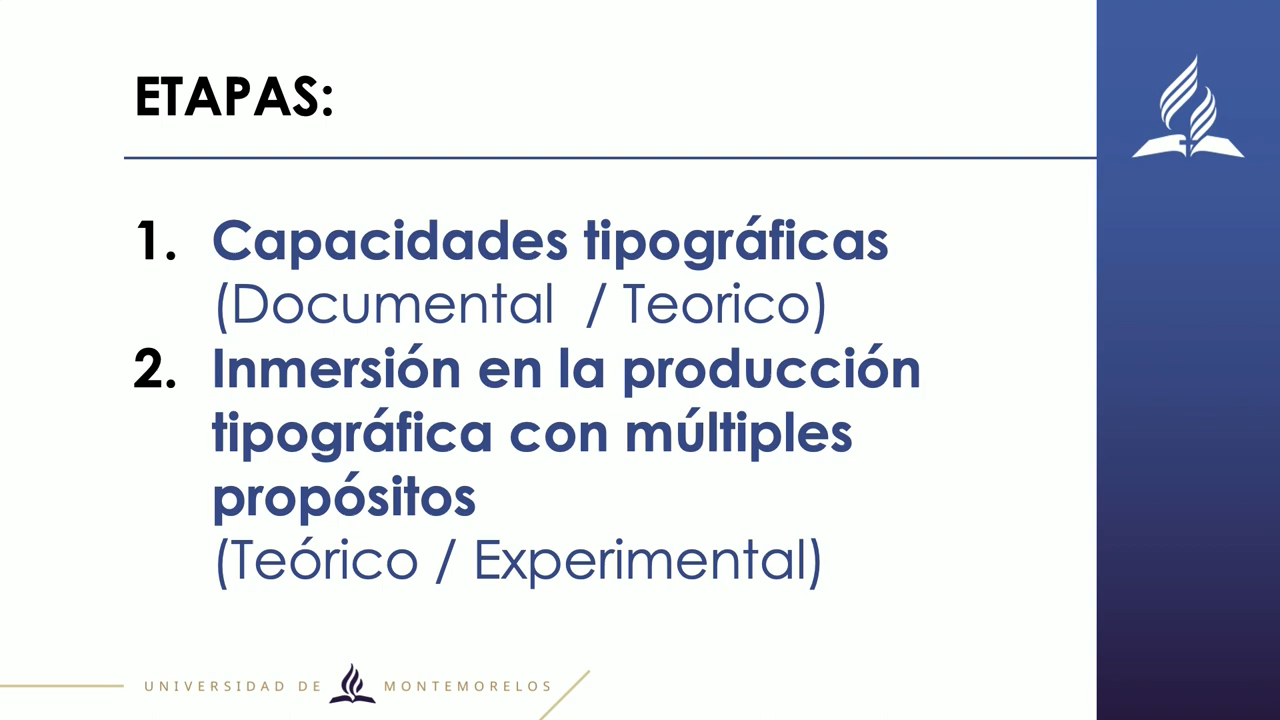 ETAPAS:
1. Capacidades tipográficas
(Documental / Teorico)
2. Inmersión en la producción
tipográfica con múltiples
propósitos
(Teórico / Experimental)
UNIVERSIDAD DE MONTEMORELOS